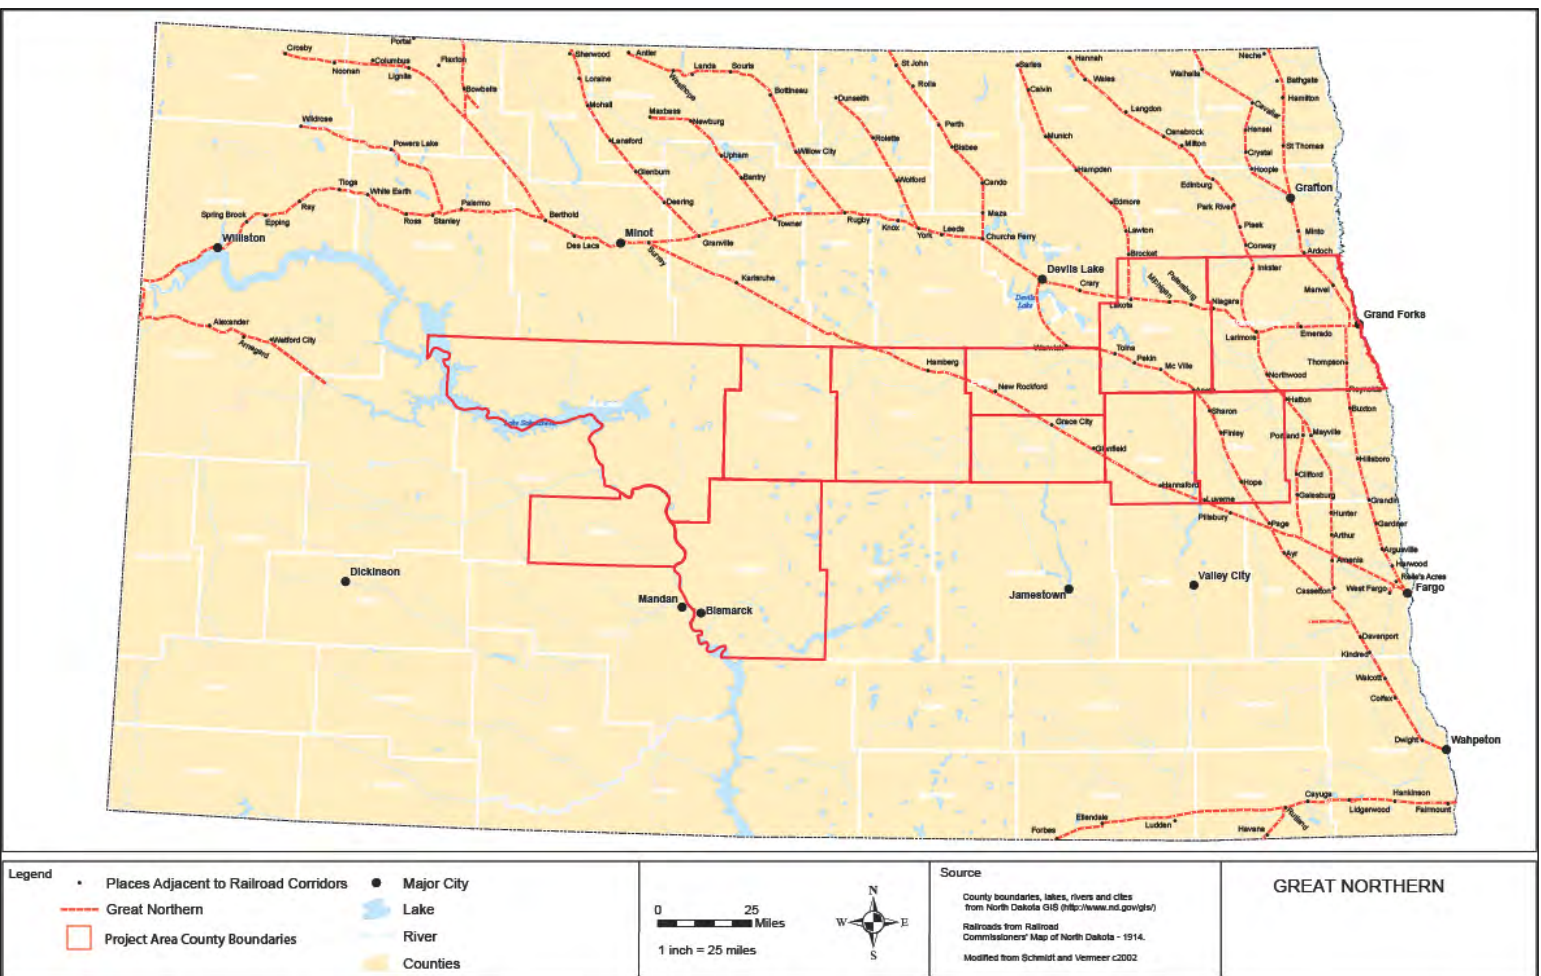 Crosby
Noonan
Columbus
Portal
Lignite
Flaxton
Bowbells
Sherwood
Loraine
Mohall
Lansford
Glenburn
Deering
Antler
Westhope
Landa
Souris
Bottineau
Maxbass
Newburg
Upham
Bantry
Willow City
Dunseith
Rolette
Wolford
St John
Rolla
Perth
Bisbee
Cando
Maza
Sarles
Calvin
Munich
Hampden
Edmore
Lawton
Brocket
Hannah
Wales
Langdon
Osnabrock
Milton
Edinburg
Park River
Pisek
Conway
Inkster
Walhalla
Cavalier
Hensel
Crystal
Hoople
Neche
Bathgate
Hamilton
St Thomas
Grafton
Minto
Ardoch
Manvel
Grand Forks
Wildrose
Powers Lake
Tioga
White Earth
Ray
Epping
Spring Brook
Williston
Ross
Stanley
Palermo
Berthold
Des Lacs
Minot
Surrey
Granville
Towner
Rugby
Knox
York
Leeds
Churchs Ferry
Karlsruhe
Devils Lake
Devils
Lake
Crary
Lakota
Michigan
Petersburg
Niagara
Larimore
Emerado
Thompson
Northwood
Reynolds
Alexander
Arnegard
Watford City
Warwick
Tolna
Pekin
Mc Ville
Aneta
Hamberg
New Rockford
Grace City
Glenfield
Hannaford
Sharon
Finley
Hope
Luverne
Pillsbury
Page
Ayr
Hatton
Portland
Mayville
Clifford
Galesburg
Hunter
Arthur
Amenia
Casselton
Buxton
Hillsboro
Grandin
Gardner
Argusville
Harwood
Reile's Acres
West Fargo
Fargo
Dickinson
Mandan
Bismarck
Jamestown
Valley City
Davenport
Kindred
Walcott
Colfax
Dwight
Wahpeton
Forbes
Ellendale
Ludden
Havana
Rutland
Cayuga
Lidgerwood
Hankinson
Fairmount
Legend
Places Adjacent to Railroad Corridors
Great Northern
Project Area County Boundaries
Major City
Lake
River
Counties
0 25
Miles
1 inch = 25 miles
N
W E
S
Source
County boundaries, lakes, rivers and cites
from North Dakota GIS (http://www.nd.gov/gis/)
Railroads from Railroad
Commissioners' Map of North Dakota - 1914.
Modified from Schmidt and Vermeer c2002
GREAT NORTHERN